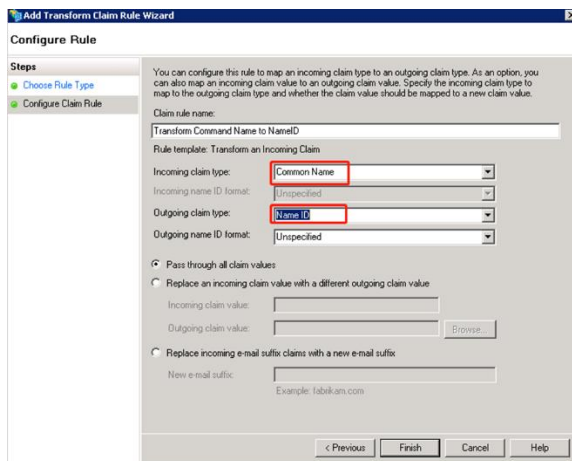 Add Transform Claim Rule Wizard
Configure Rule
Steps
Choose Rule Type
Configure Claim Rule
You can configure this rule to map an incoming claim type to an outgoing claim type. As an option, you
can also map an incoming claim value to an outgoing claim value. Specify the incoming claim type to
map to the outgoing claim type and whether the claim value should be mapped to a new claim value.
Claim rule name:
Transform Command Name to NameID
Rule template: Transform an Incoming Claim
Incoming claim type: Common Name
Incoming name ID format: Unspecified
Outgoing claim type: Name ID
Outgoing name ID format: Unspecified
Pass through all claim values
Replace an incoming claim value with a different outgoing claim value
Incoming claim value:
Outgoing claim value: Browse...
Replace incoming e-mail suffix claims with a new e-mail suffix
New e-mail suffix:
Example: fabrikam.com
< Previous Finish Cancel Help